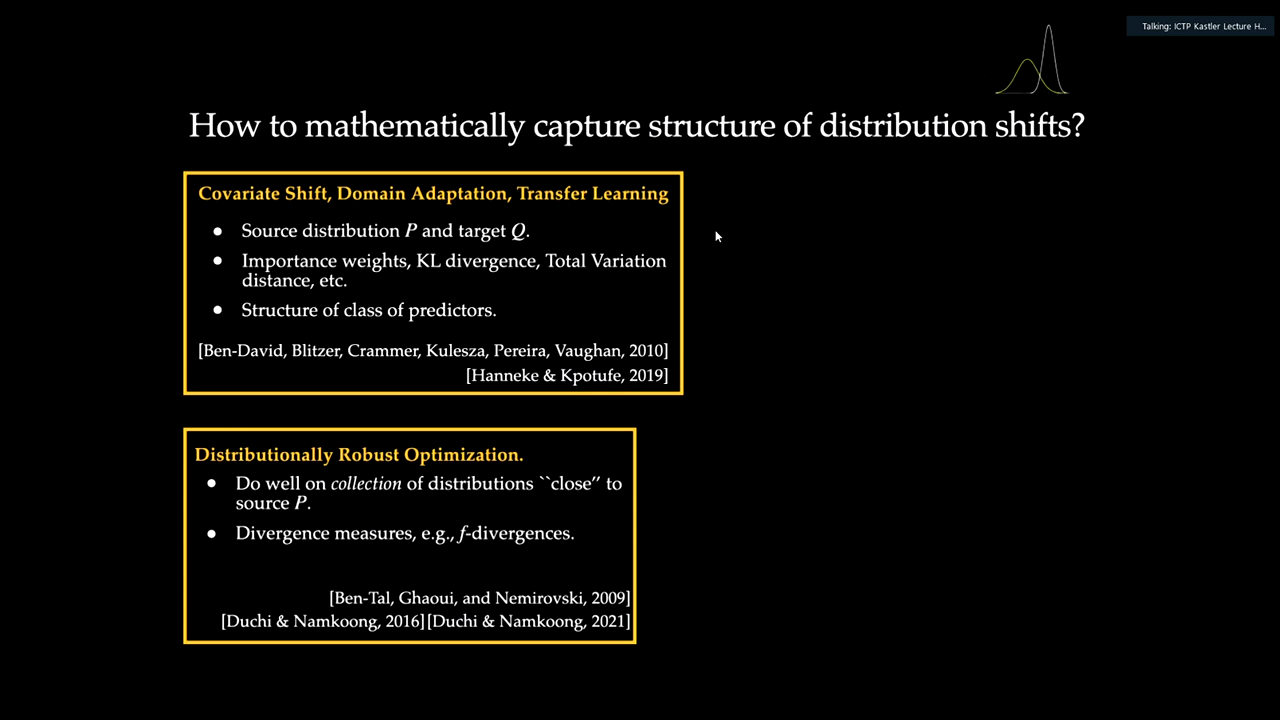 Talking: ICTP Kastler Lecture H...
How to mathematically capture structure of distribution shifts?
Covariate Shift, Domain Adaptation, Transfer Learning
● Source distribution P and target Q.
● Importance weights, KL divergence, Total Variation
distance, etc.
● Structure of class of predictors.
[Ben-David, Blitzer, Crammer, Kulesza, Pereira, Vaughan, 2010]
[Hanneke & Kpotufe, 2019]
Distributionally Robust Optimization.
● Do well on collection of distributions ``close'' to
source P.
● Divergence measures, e.g., f-divergences.
[Ben-Tal, Ghaoui, and Nemirovski, 2009]
[Duchi & Namkoong, 2016][Duchi & Namkoong, 2021]